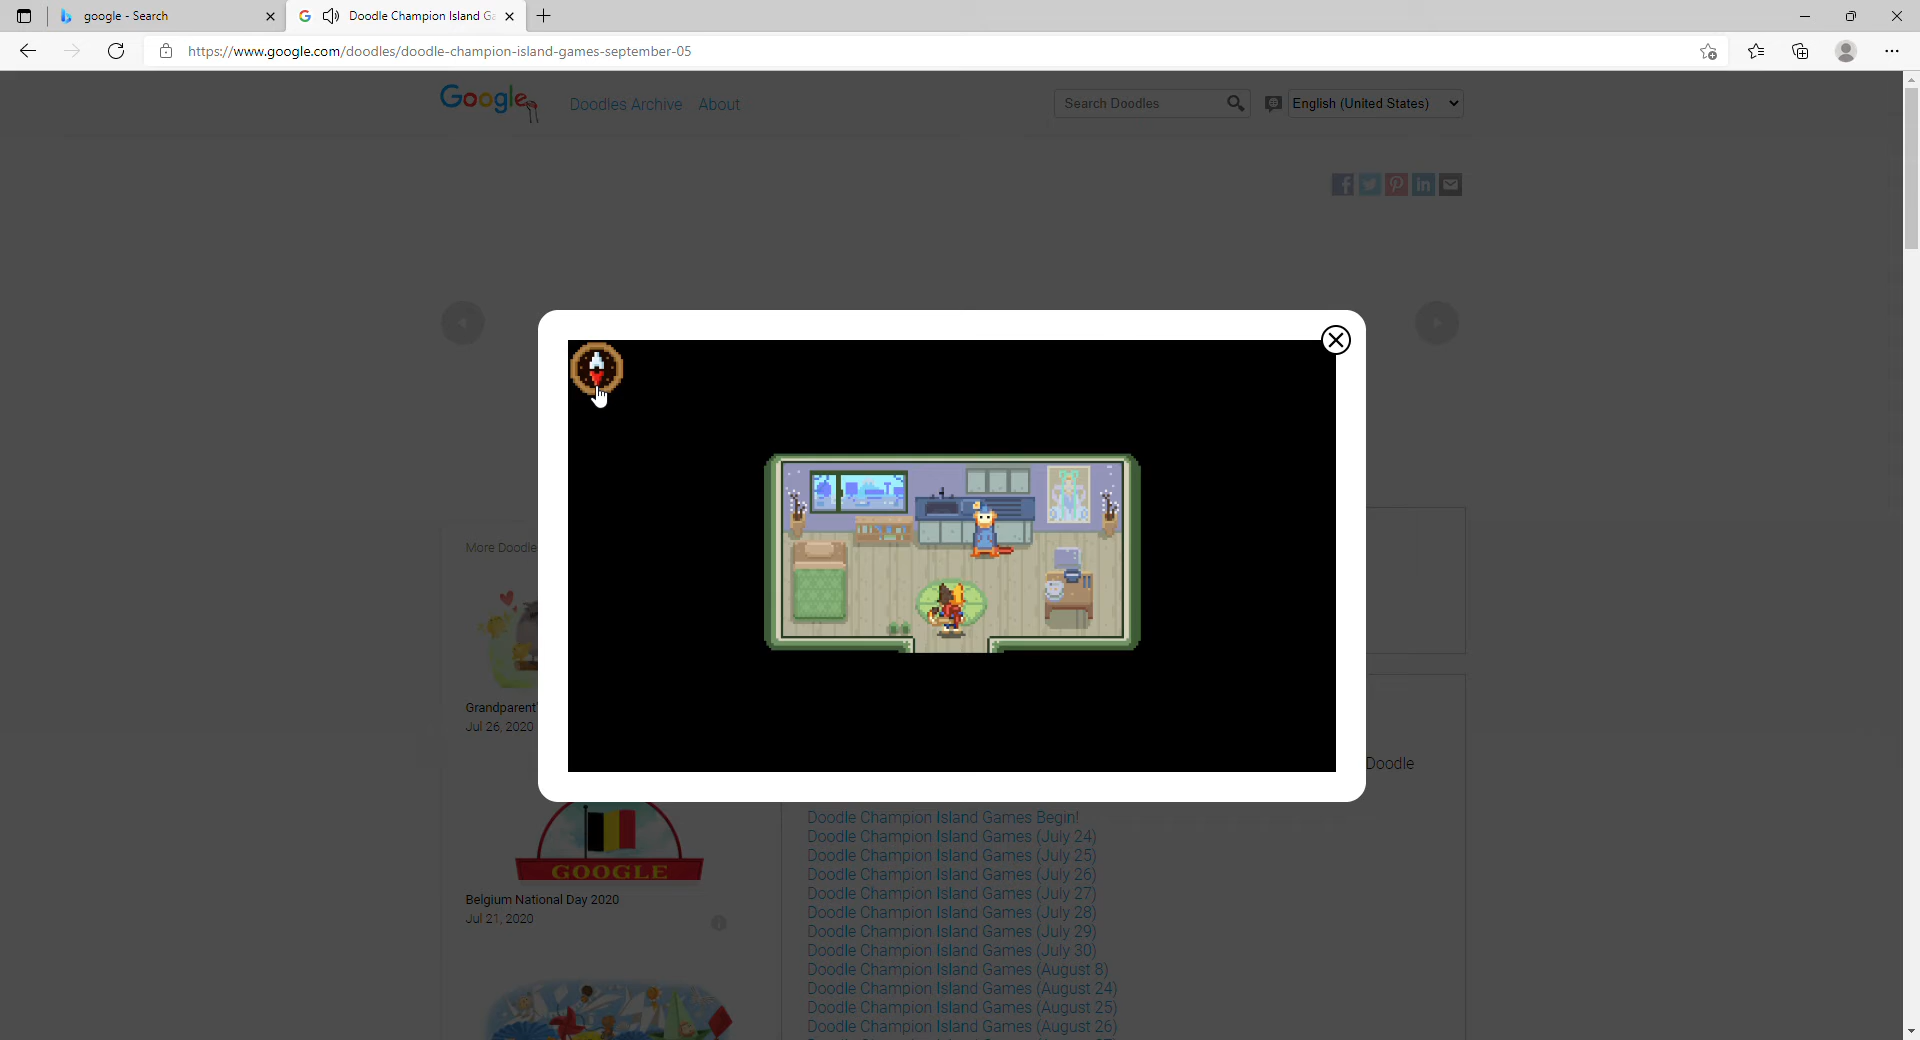 google - Search
Doodle Champion Island Ga
https://www.google.com/doodles/doodle-champion-island-games-september-05
Google
Doodles Archive
About
Search Doodles
English (United States)
More Doodle
Grandparent'
Jul 26, 2020
Doodle
GOOGLE
Belgium National Day 2020
Jul 21, 2020
Doodle Champion Island Games Begin!
Doodle Champion Island Games (July 24)
Doodle Champion Island Games (July 25)
Doodle Champion Island Games (July 26)
Doodle Champion Island Games (July 27)
Doodle Champion Island Games (July 28)
Doodle Champion Island Games (July 29)
Doodle Champion Island Games (July 30)
Doodle Champion Island Games (August 8)
Doodle Champion Island Games (August 24)
Doodle Champion Island Games (August 25)
Doodle Champion Island Games (August 26)